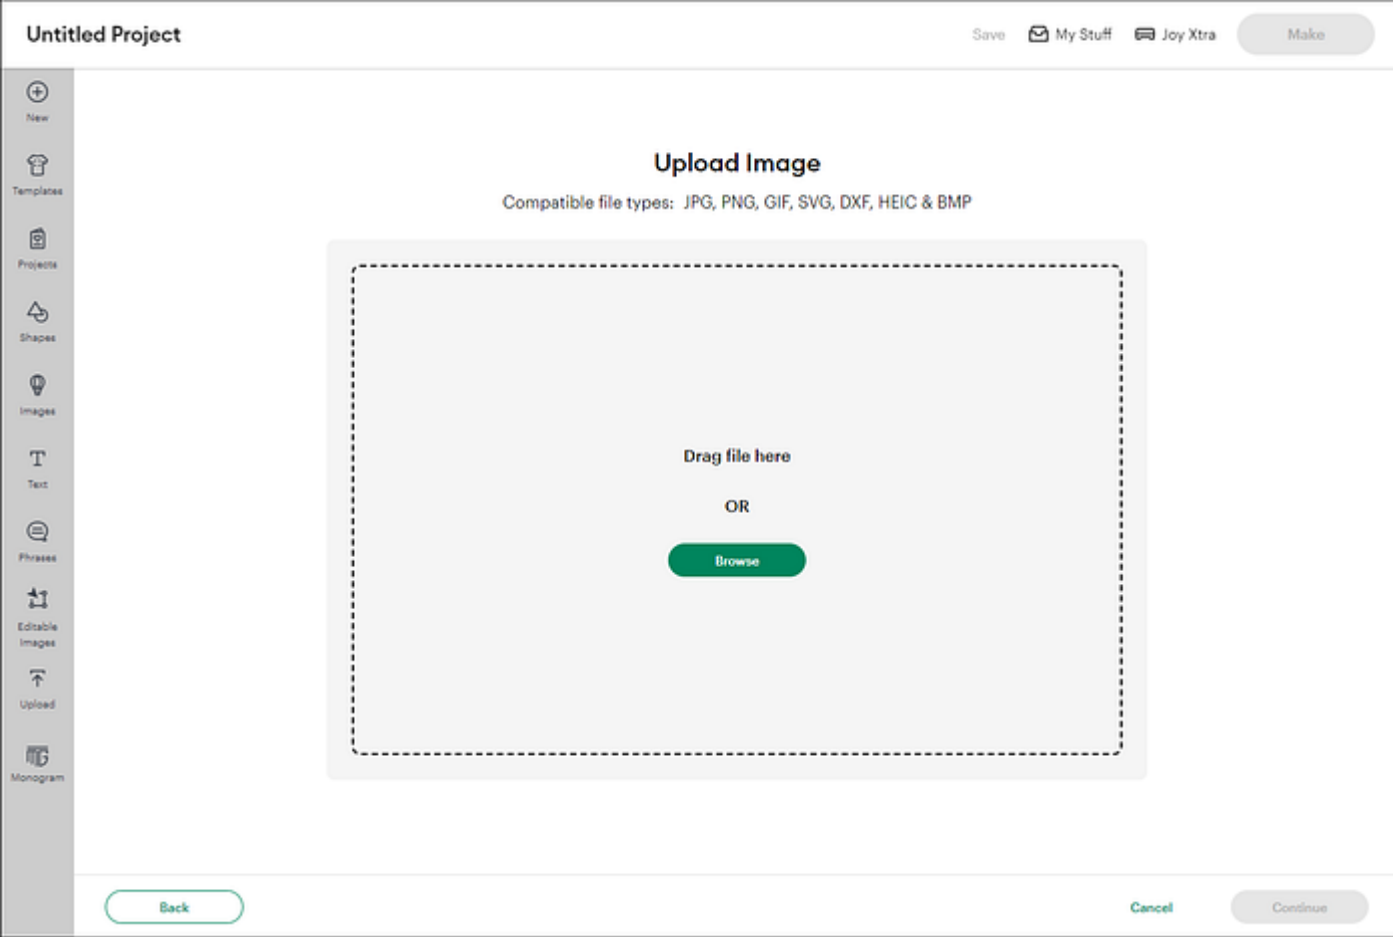 Untitled Project
Save
My Stuff
Joy Xtra
Make
New
Templates
Projects
Shapes
Images
Text
Phrases
Editable
Images
Upload
Monogram
Upload Image
Compatible file types: JPG, PNG, GIF, SVG, DXF, HEIC & BMP
Drag file here
OR
Browse
Back
Cancel
Continue